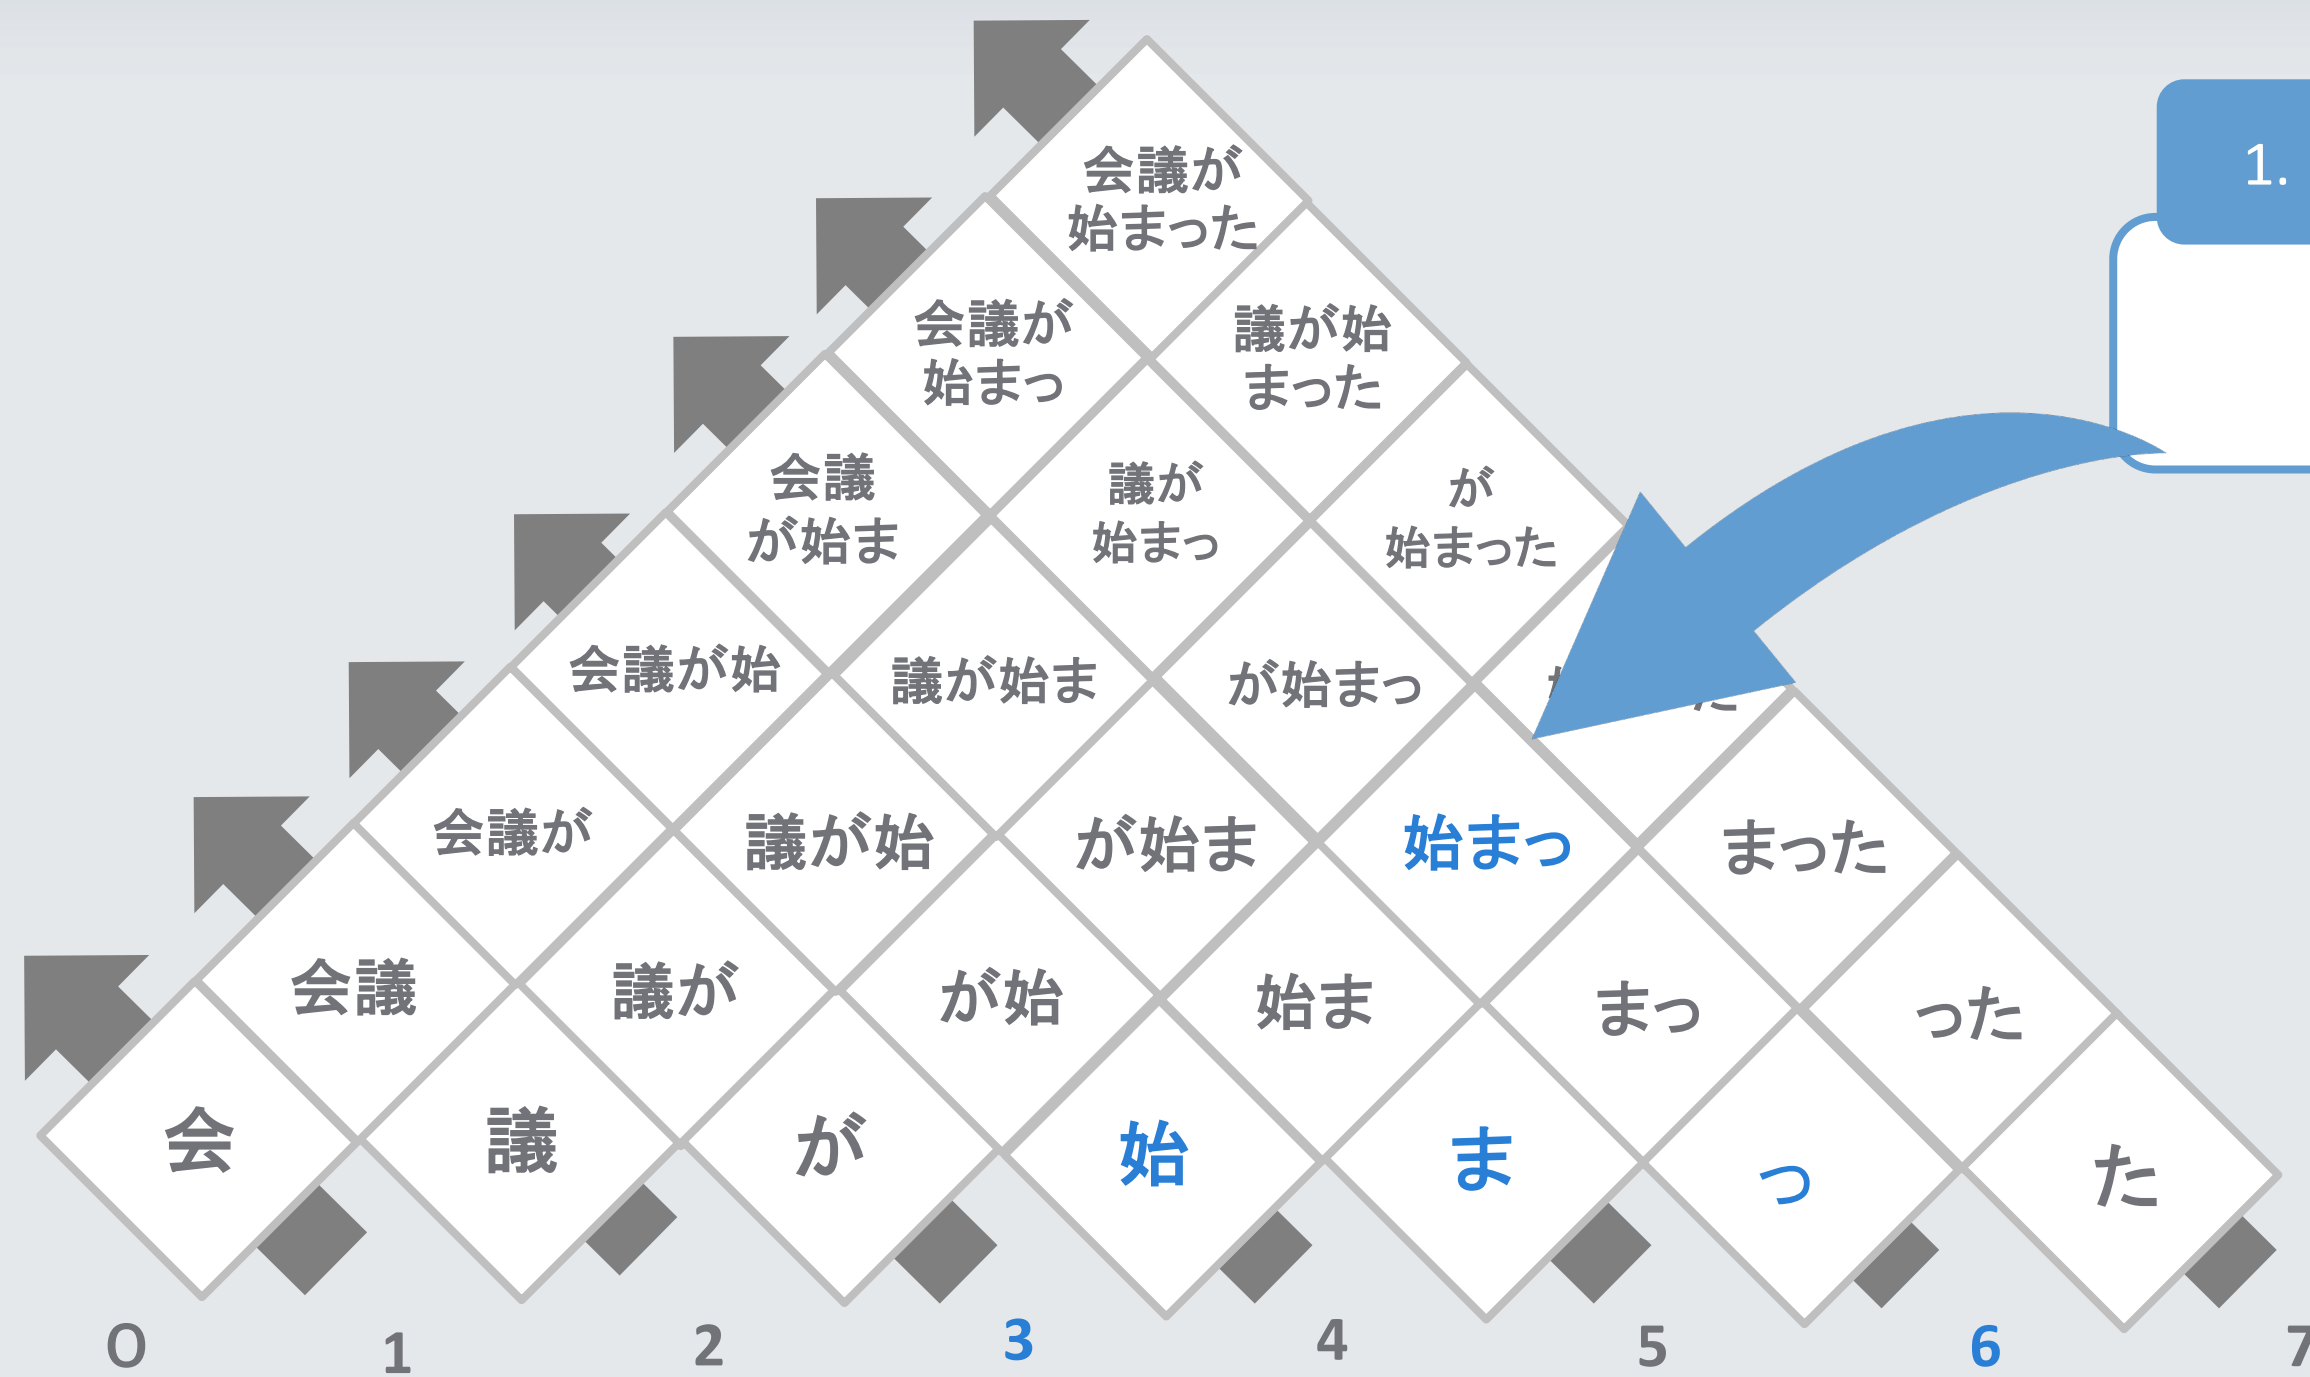 会議が
始まった
1.
会議が
始まっ
議が始
まった
会議
が始ま
議が
始まっ
が
始まった
会議が始
議が始ま
が始まっ
会議が
議が始
が始ま
始まっ
まった
会議
議が
が始
始ま
まっ
った
会
議
が
始
ま
っ
た
0
1
2
3
4
5
6
7